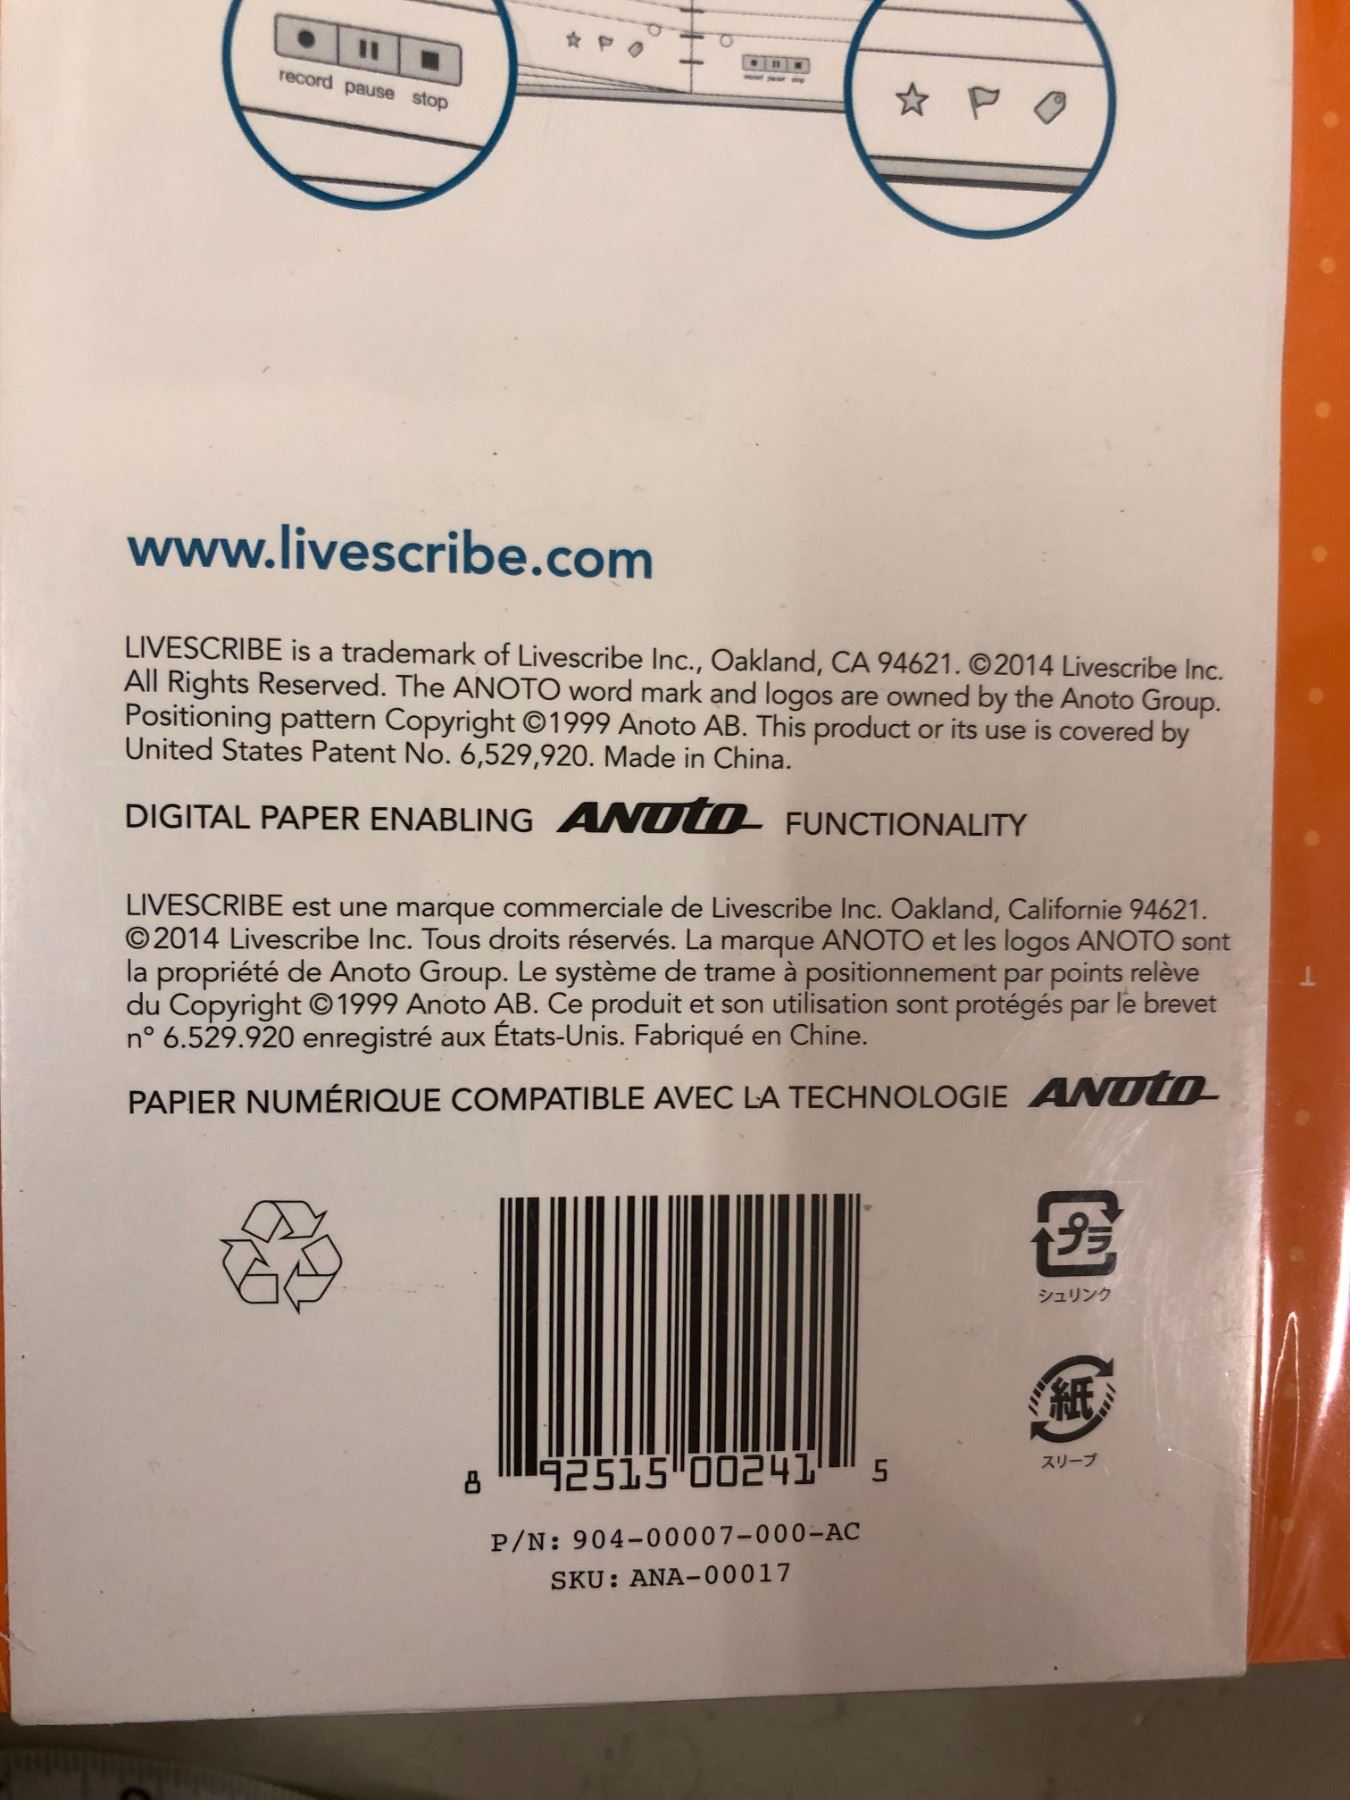 record pause stop
www.livescribe.com
LIVESCRIBE is a trademark of Livescribe Inc., Oakland, CA 94621. ©2014 Livescribe Inc.
All Rights Reserved. The ANOTO word mark and logos are owned by the Anoto Group.
Positioning pattern Copyright ©1999 Anoto AB. This product or its use is covered by
United States Patent No. 6,529,920. Made in China.
DIGITAL PAPER ENABLING ANOTO FUNCTIONALITY
LIVESCRIBE est une marque commerciale de Livescribe Inc. Oakland, Californie 94621.
©2014 Livescribe Inc. Tous droits réservés. La marque ANOTO et les logos ANOTO sont
la propriété de Anoto Group. Le système de trame à positionnement par points relève
du Copyright ©1999 Anoto AB. Ce produit et son utilisation sont protégés par le brevet
n° 6.529.920 enregistré aux États-Unis. Fabriqué en Chine.
PAPIER NUMÉRIQUE COMPATIBLE AVEC LA TECHNOLOGIE ANOTO
プラ
シュリンク
紙
スリーブ
8 92515 00241 5
P/N: 904-00007-000-AC
SKU: ANA-00017